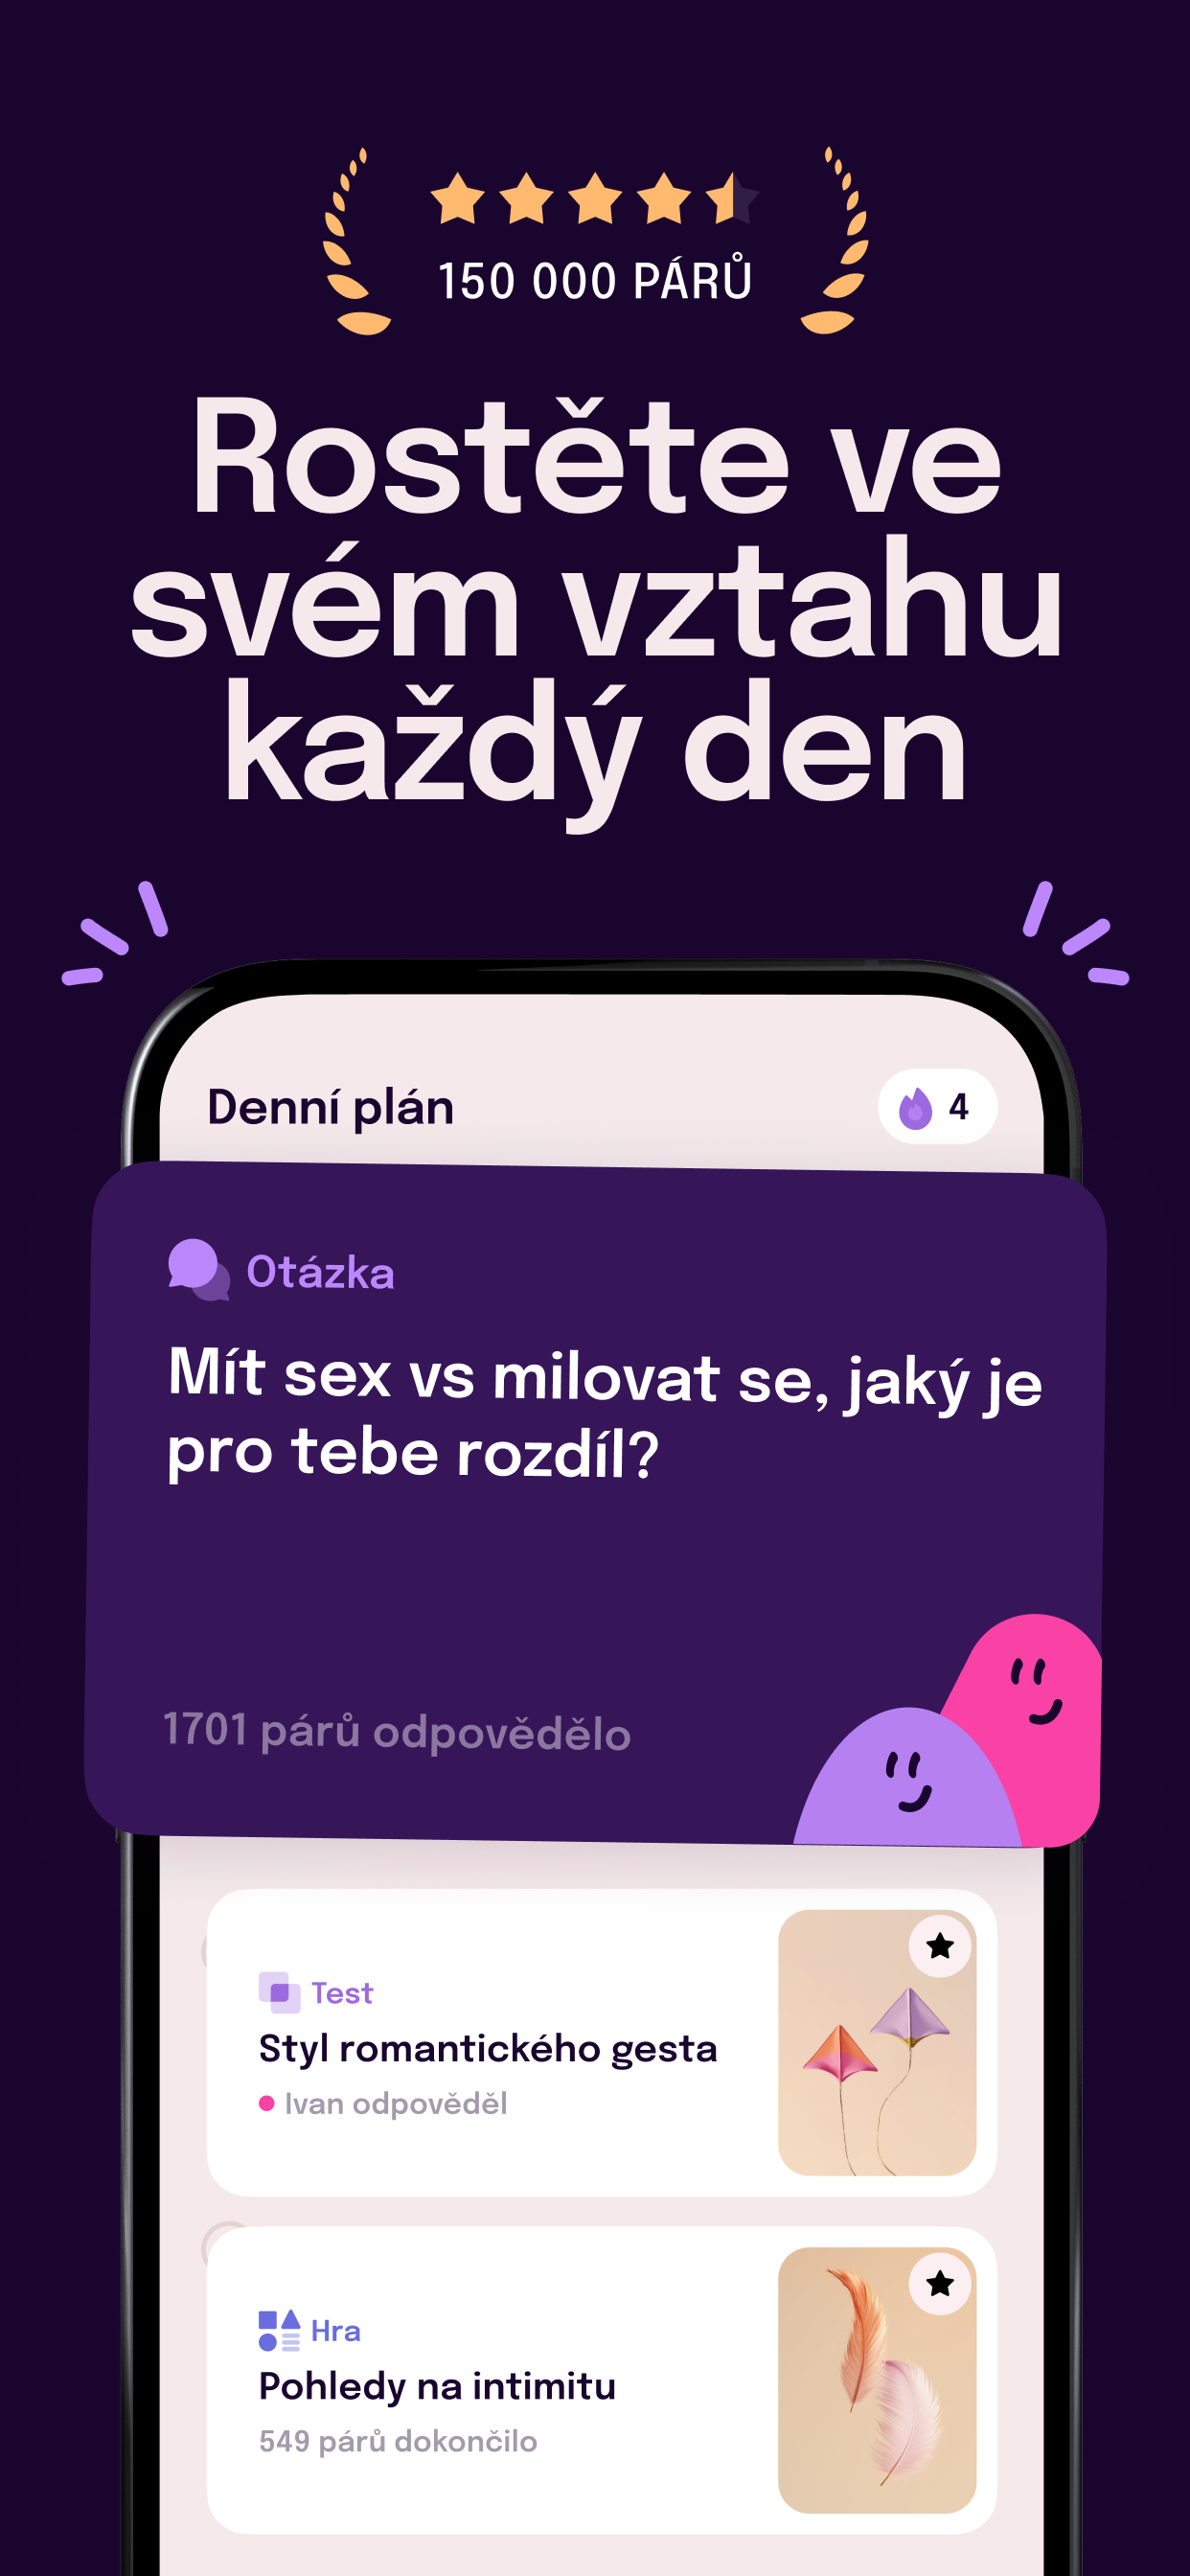 150 000 PÁRŮ
Rostěte ve
svém vztahu
každý den
Denní plán
4
Otázka
Mít sex vs milovat se, jaký je
pro tebe rozdíl?
1701 párů odpovědělo
Test
Styl romantického gesta
Ivan odpověděl
Hra
Pohledy na intimitu
549 párů dokončilo